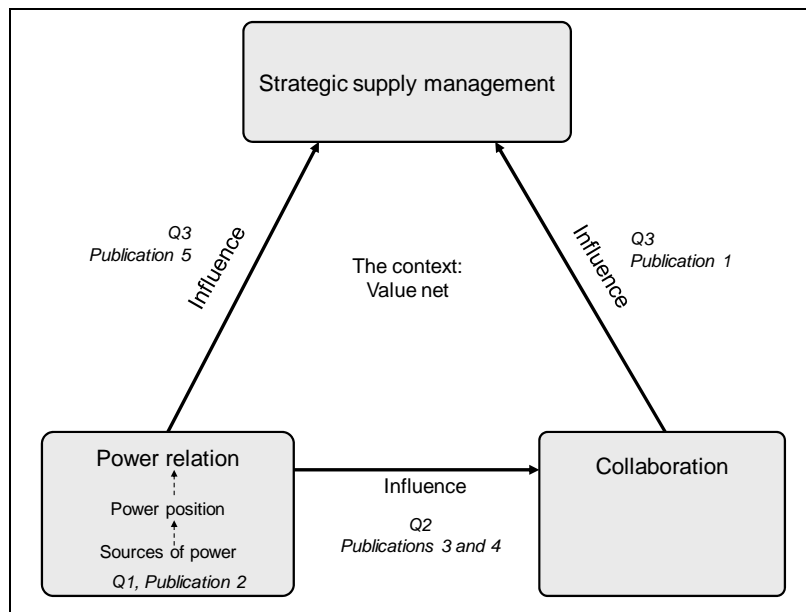 Strategic supply management
Q3
Publication 5
Influence
The context:
Value net
Influence
Q3
Publication 1
Power relation
Power position
Sources of power
Q1, Publication 2
Influence
Q2
Publications 3 and 4
Collaboration